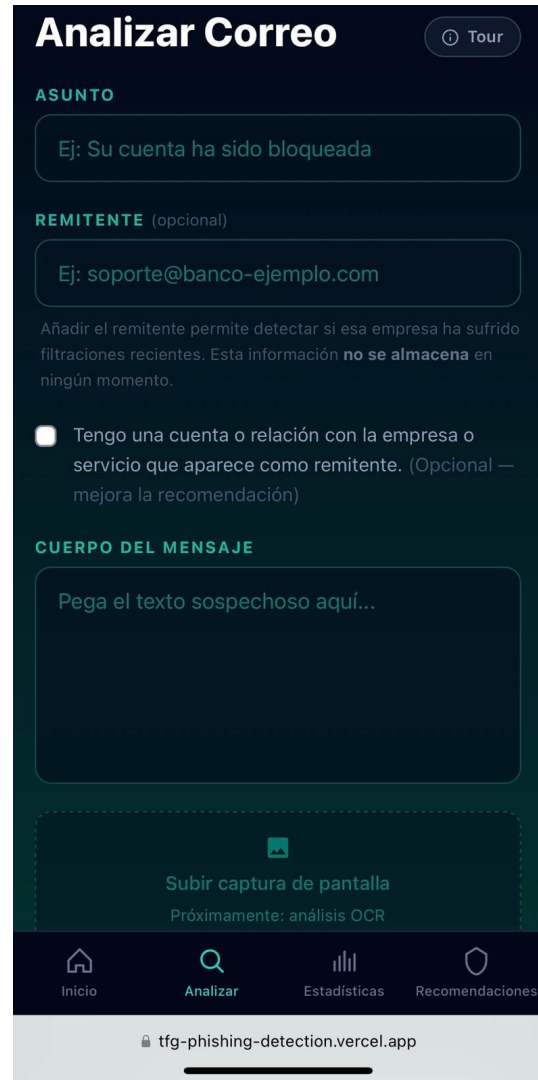 Analizar Correo
Tour
ASUNTO
Ej: Su cuenta ha sido bloqueada
REMITENTE (opcional)
Ej: soporte@banco-ejemplo.com
Añadir el remitente permite detectar si esa empresa ha sufrido
filtraciones recientes. Esta información no se almacena en
ningún momento.
Tengo una cuenta o relación con la empresa o
servicio que aparece como remitente. (Opcional —
mejora la recomendación)
CUERPO DEL MENSAJE
Pega el texto sospechoso aquí...
Subir captura de pantalla
Próximamente: análisis OCR
Inicio
Analizar
Estadísticas
Recomendaciones
tfg-phishing-detection.vercel.app